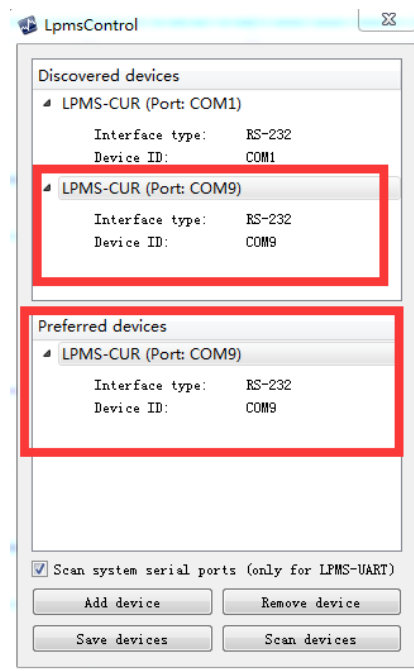 LpmsControl
Discovered devices
LPMS-CUR (Port: COM1)
Interface type: RS-232
Device ID: COM1
LPMS-CUR (Port: COM9)
Interface type: RS-232
Device ID: COM9
Preferred devices
LPMS-CUR (Port: COM9)
Interface type: RS-232
Device ID: COM9
Scan system serial ports (only for LPMS-UART)
Add device Remove device
Save devices Scan devices